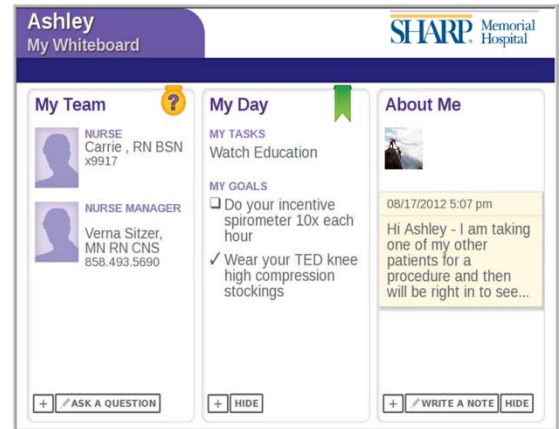 Ashley
My Whiteboard
SHARP. Memorial
Hospital
My Team
?
NURSE
Carrie , RN BSN
x9917
NURSE MANAGER
Verna Sitzer,
MN RN CNS
858.493.5690
+ ASK A QUESTION
My Day
MY TASKS
Watch Education
MY GOALS
Do your incentive
spirometer 10x each
hour
✓ Wear your TED knee
high compression
stockings
+ HIDE
About Me
08/17/2012 5:07 pm
Hi Ashley - I am taking
one of my other
patients for a
procedure and then
will be right in to see...
+ WRITE A NOTE HIDE